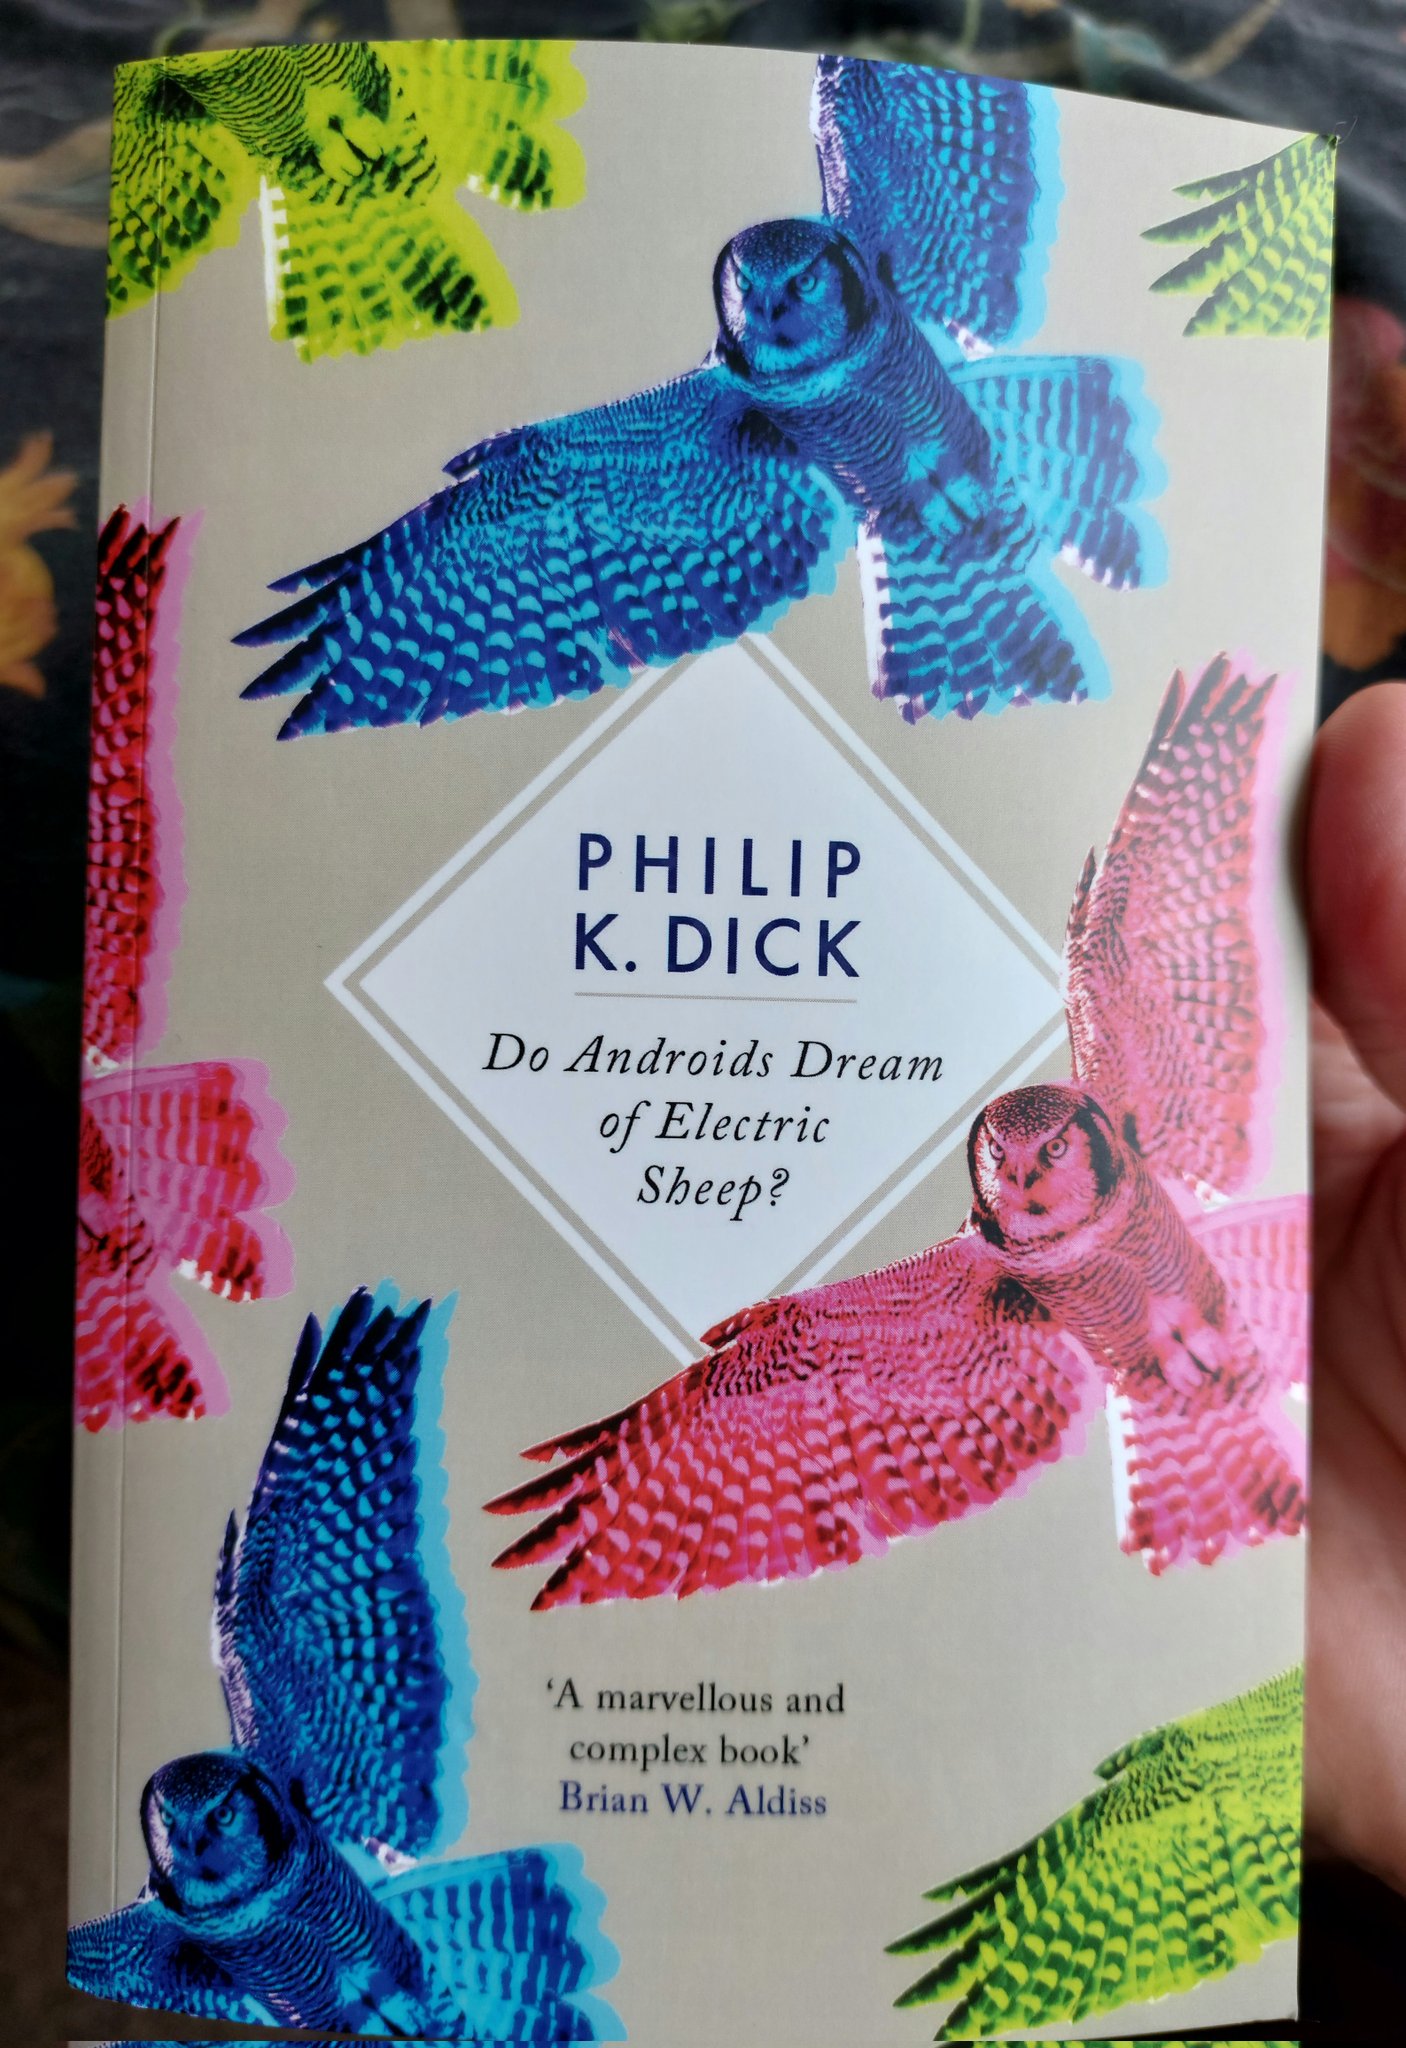 PHILIP
K. DICK
Do Androids Dream
of Electric
Sheep?
‘A marvellous and
complex book’
Brian W. Aldiss